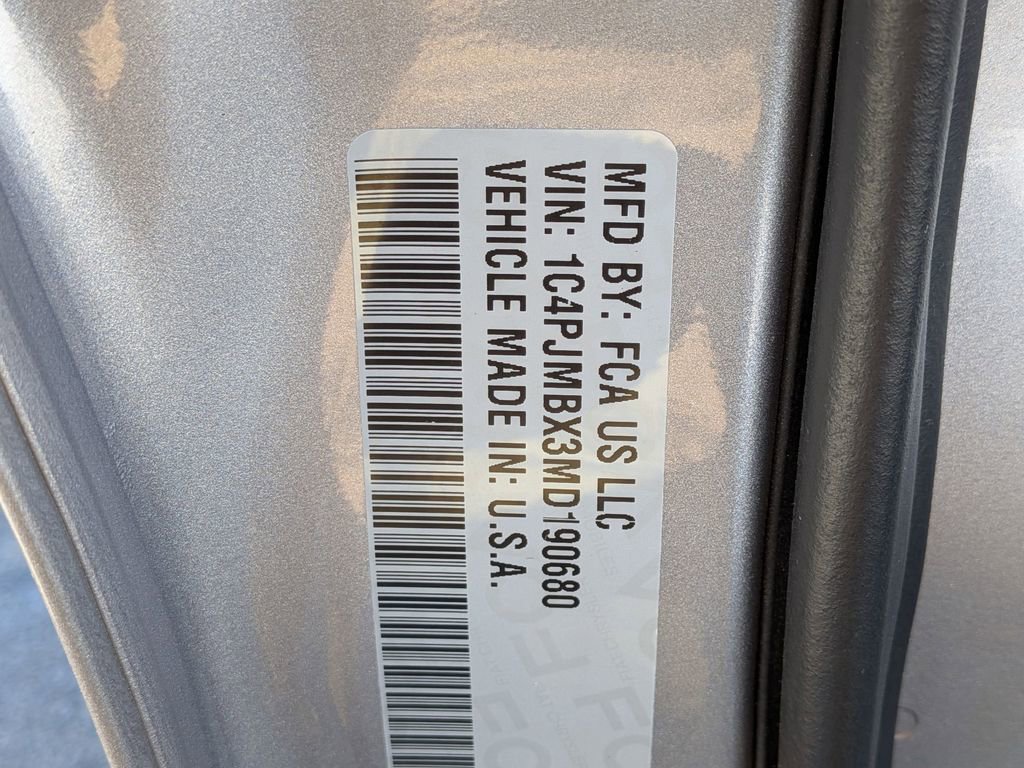 MFD BY: FCA US LLC
VIN: 1C4PJMBX3MD190680
VEHICLE MADE IN: U.S.A.